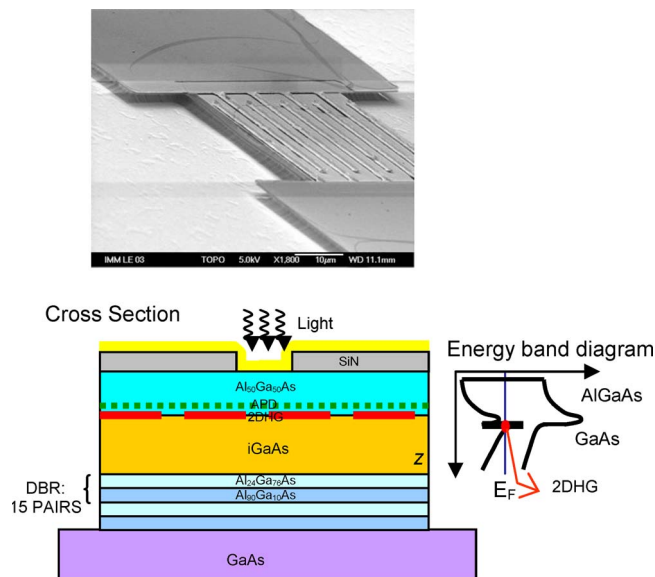 IMM LE 03 TOPO 5.0kV X1,800 10μm WD 11.1mm
Cross Section
Light
SiN
Al50Ga50As
APD
2DHG
iGaAs
z
Al24Ga76As
Al90Ga10As
DBR:
15 PAIRS
GaAs
Energy band diagram
AlGaAs
GaAs
EF
2DHG